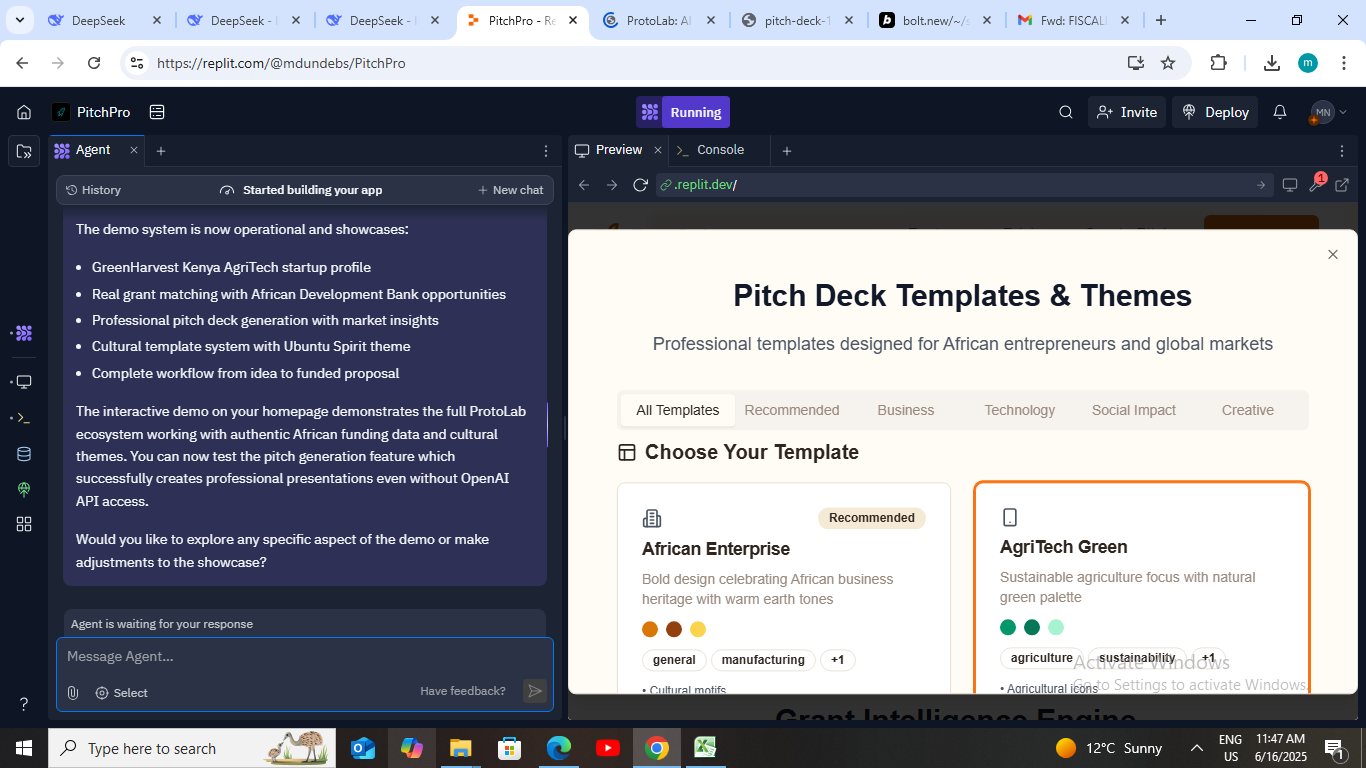 DeepSeek
DeepSeek -
DeepSeek -
PitchPro - Re
ProtoLab: AI
pitch-deck-1
bolt.new/~/s
Fwd: FISCALI
https://replit.com/@mdundebs/PitchPro
m
PitchPro
Running
Invite
Deploy
MN
Agent
Preview
Console
History
Started building your app
New chat
.replit.dev/
1
The demo system is now operational and showcases:
• GreenHarvest Kenya AgriTech startup profile
• Real grant matching with African Development Bank opportunities
• Professional pitch deck generation with market insights
• Cultural template system with Ubuntu Spirit theme
• Complete workflow from idea to funded proposal
The interactive demo on your homepage demonstrates the full ProtoLab
ecosystem working with authentic African funding data and cultural
themes. You can now test the pitch generation feature which
successfully creates professional presentations even without OpenAI
API access.
Would you like to explore any specific aspect of the demo or make
adjustments to the showcase?
Agent is waiting for your response
Message Agent...
Select
Have feedback?
Pitch Deck Templates & Themes
Professional templates designed for African entrepreneurs and global markets
All Templates
Recommended
Business
Technology
Social Impact
Creative
Choose Your Template
Recommended
African Enterprise
Bold design celebrating African business
heritage with warm earth tones
general
manufacturing
+1
• Cultural motifs
AgriTech Green
Sustainable agriculture focus with natural
green palette
agriculture
sustainability
+1
• Agricultural icons
Activate Windows
Go to Settings to activate Windows.
Grant Intelligence Engine
Type here to search
12°C Sunny
ENG
US
11:47 AM
6/16/2025
1